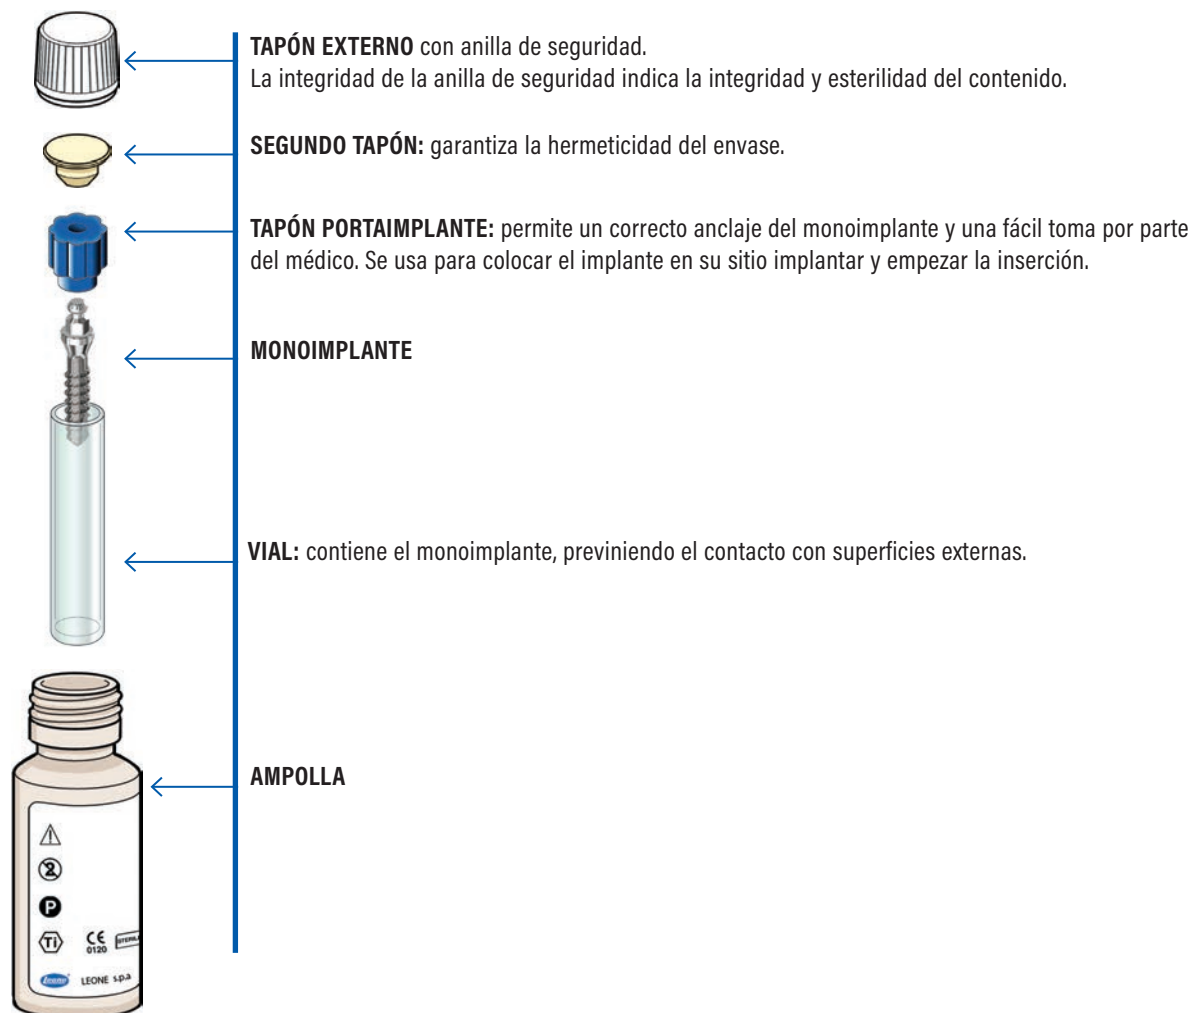 TAPÓN EXTERNO con anilla de seguridad.
La integridad de la anilla de seguridad indica la integridad y esterilidad del contenido.
SEGUNDO TAPÓN: garantiza la hermeticidad del envase.
TAPÓN PORTAIMPLANTE: permite un correcto anclaje del monoimplante y una fácil toma por parte
del médico. Se usa para colocar el implante en su sitio implantar y empezar la inserción.
MONOIMPLANTE
VIAL: contiene el monoimplante, previniendo el contacto con superficies externas.
AMPOLLA
2
P
Ti
CE
0120
Leone
LEONE s.p.a